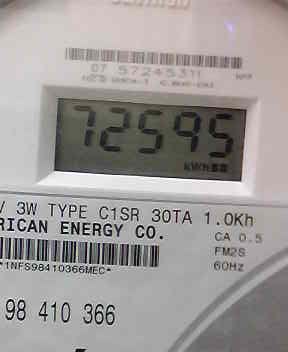 07 57245311
72595
kWh
V 3W TYPE C1SR 30TA 1.0Kh
RICAN ENERGY CO.
CA 0.5
FM2S
60Hz
*1NFS98410366MEC*
98 410 366